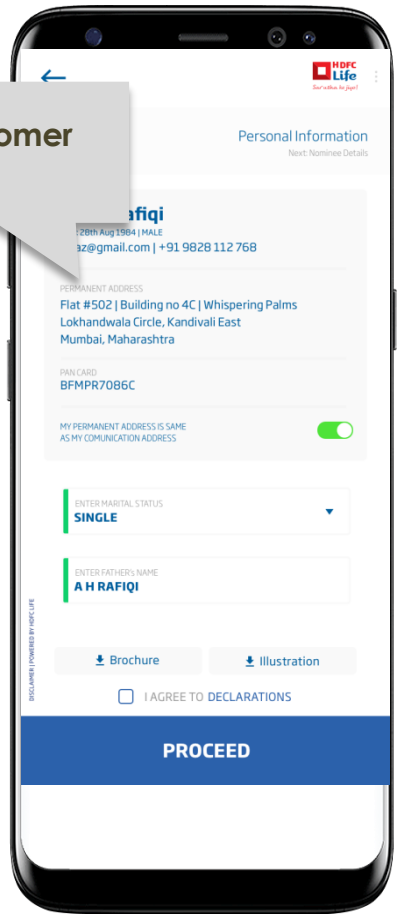 HDFC
Life
Sar utha ke jiyo!
Personal Information
Next: Nominee Details
28th Aug 1984 | MALE
@gmail.com | +91 9828 112 768
PERMANENT ADDRESS
Flat #502 | Building no 4C | Whispering Palms
Lokhandwala Circle, Kandivali East
Mumbai, Maharashtra
PAN CARD
BFMPR7086C
MY PERMANENT ADDRESS IS SAME
AS MY COMUNICATION ADDRESS
ENTER MARITAL STATUS
SINGLE
ENTER FATHER's NAME
A H RAFIQI
DISCLAIMER | POWERED BY HDFC LIFE
Brochure
Illustration
I AGREE TO DECLARATIONS
PROCEED